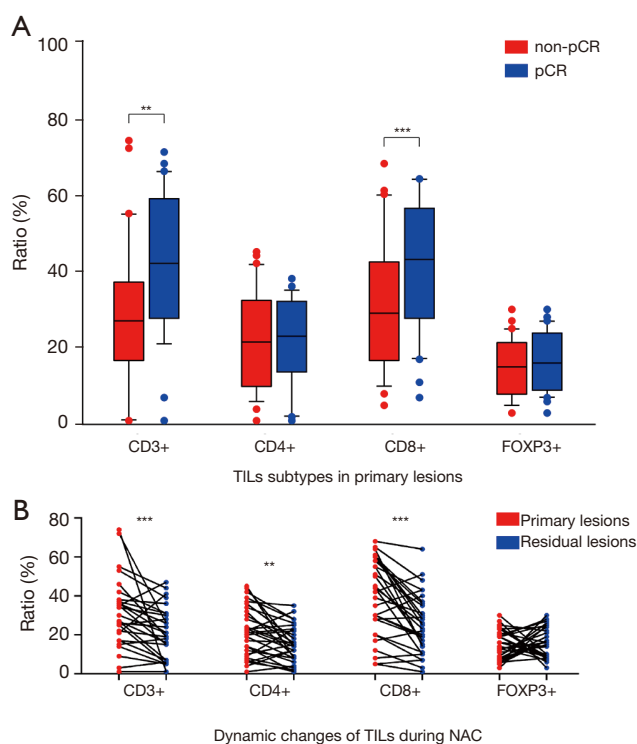 A
100
80
60
40
20
0
Ratio (%)
non-pCR
pCR
**
***
CD3+
CD4+
CD8+
FOXP3+
TILs subtypes in primary lesions
B
80
60
40
20
0
Ratio (%)
***
**
***
Primary lesions
Residual lesions
CD3+
CD4+
CD8+
FOXP3+
Dynamic changes of TILs during NAC